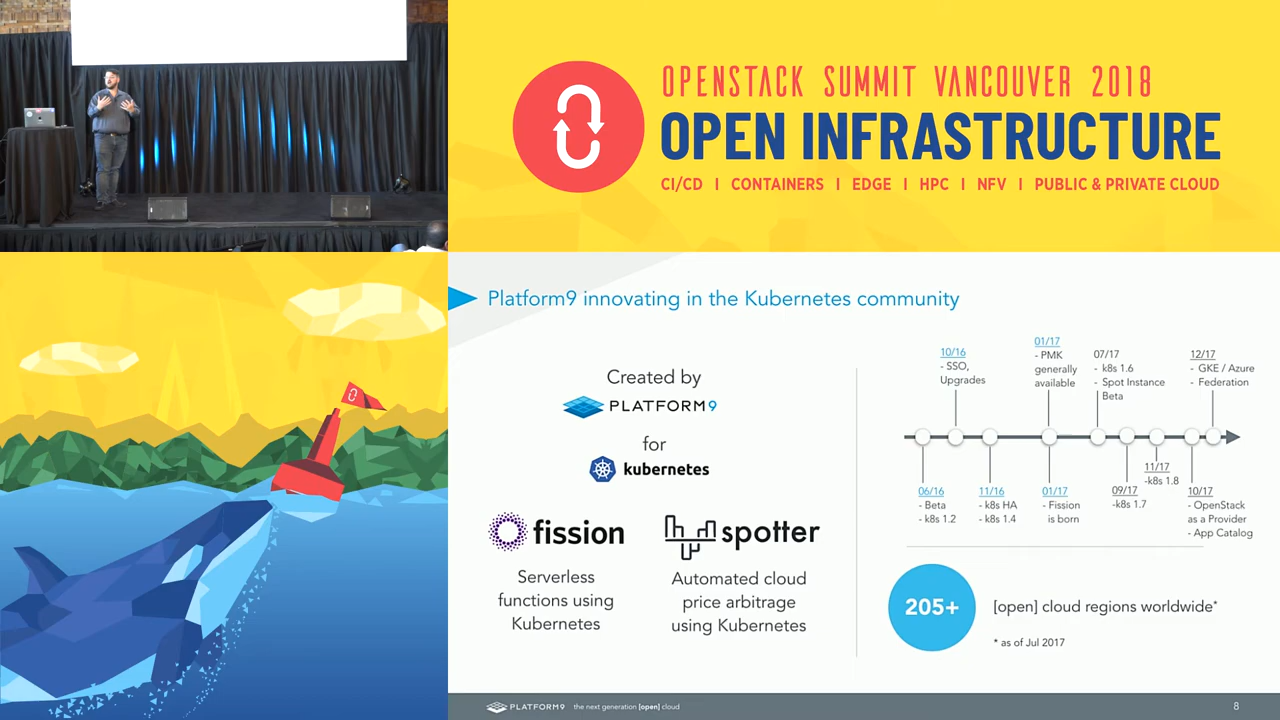 OPENSTACK SUMMIT VANCOUVER 2018
OPEN INFRASTRUCTURE
CI/CD | CONTAINERS | EDGE | HPC | NFV | PUBLIC & PRIVATE CLOUD
Platform9 innovating in the Kubernetes community
Created by
PLATFORM9
for
kubernetes
fission
Serverless
functions using
Kubernetes
spotter
Automated cloud
price arbitrage
using Kubernetes
10/16
- SSO,
Upgrades
01/17
- PMK
generally
available
07/17
- k8s 1.6
- Spot Instance
Beta
12/17
- GKE / Azure
- Federation
06/16
- Beta
- k8s 1.2
11/16
- k8s HA
- k8s 1.4
01/17
- Fission
is born
09/17
-k8s 1.7
11/17
-k8s 1.8
10/17
- OpenStack
as a Provider
- App Catalog
205+
[open] cloud regions worldwide*
* as of Jul 2017
PLATFORM9 the next generation [open] cloud
8